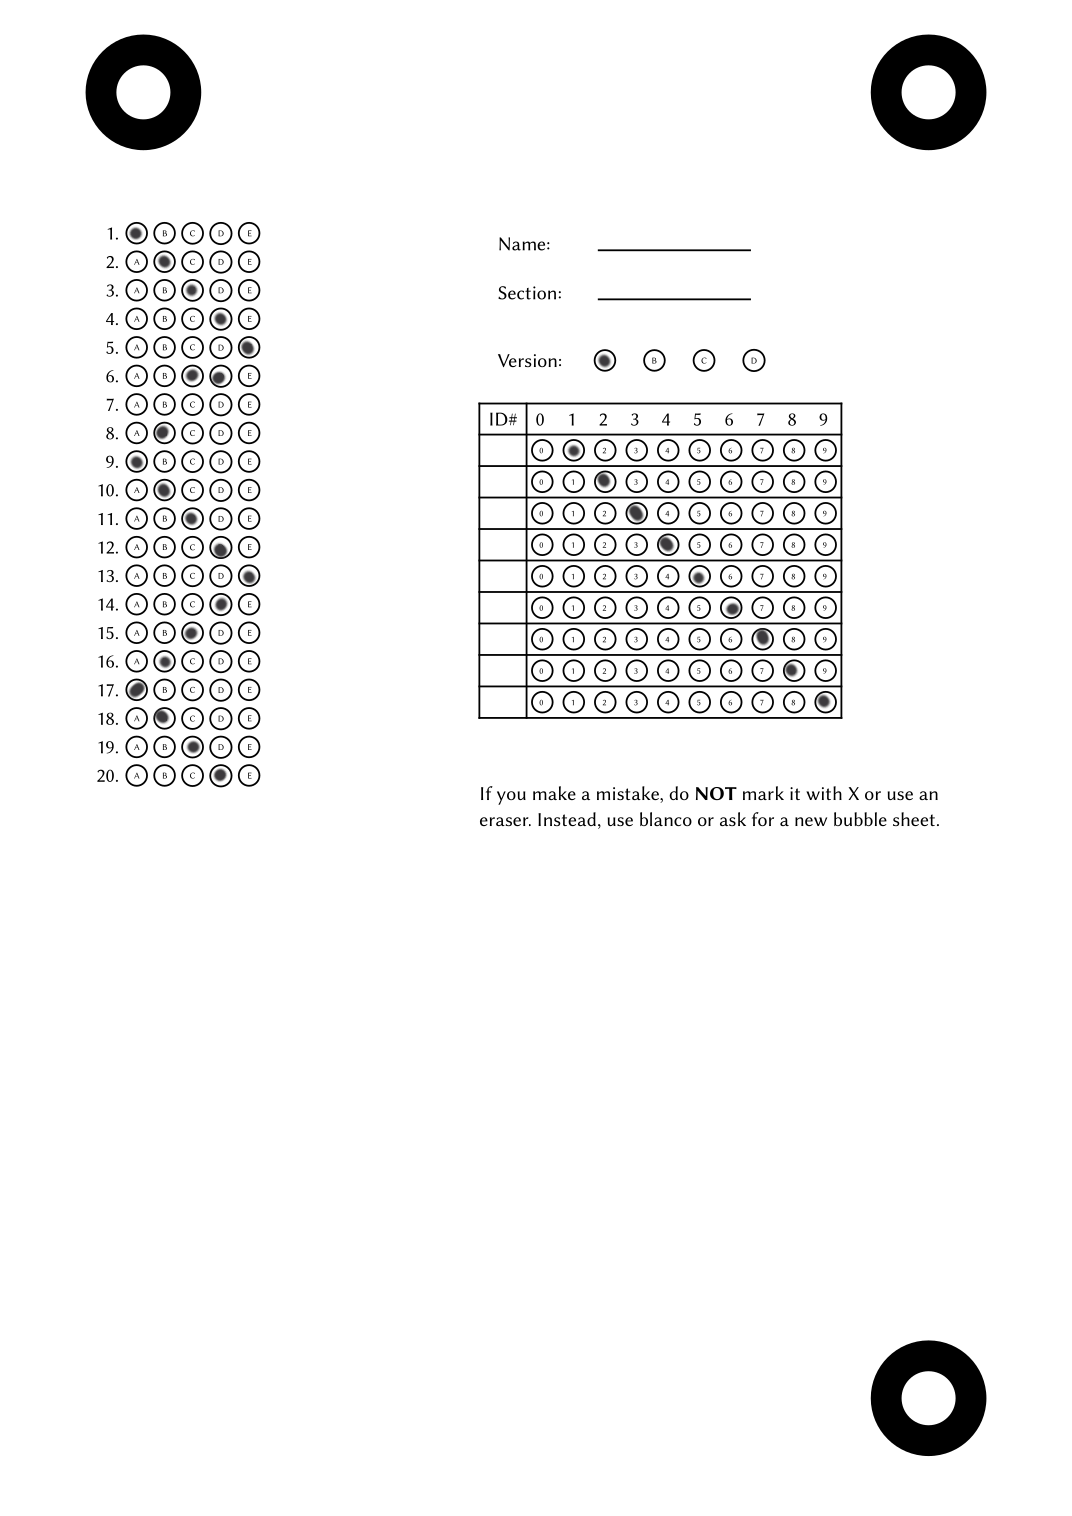 1. A B C D E
2. A B C D E
3. A B C D E
4. A B C D E
5. A B C D E
6. A B C D E
7. A B C D E
8. A B C D E
9. A B C D E
10. A B C D E
11. A B C D E
12. A B C D E
13. A B C D E
14. A B C D E
15. A B C D E
16. A B C D E
17. A B C D E
18. A B C D E
19. A B C D E
20. A B C D E
Name:
Section:
Version: B C D
ID# 0 1 2 3 4 5 6 7 8 9
0 2 3 4 5 6 7 8 9
0 1 3 4 5 6 7 8 9
0 1 2 4 5 6 7 8 9
0 1 2 3 5 6 7 8 9
0 1 2 3 4 6 7 8 9
0 1 2 3 4 5 7 8 9
0 1 2 3 4 5 6 8 9
0 1 2 3 4 5 6 7 9
0 1 2 3 4 5 6 7 8
If you make a mistake, do NOT mark it with X or use an
eraser. Instead, use blanco or ask for a new bubble sheet.